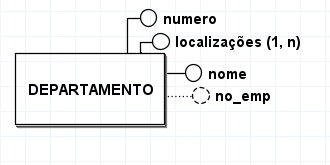 numero
localizações (1, n)
nome
DEPARTAMENTO
no_emp